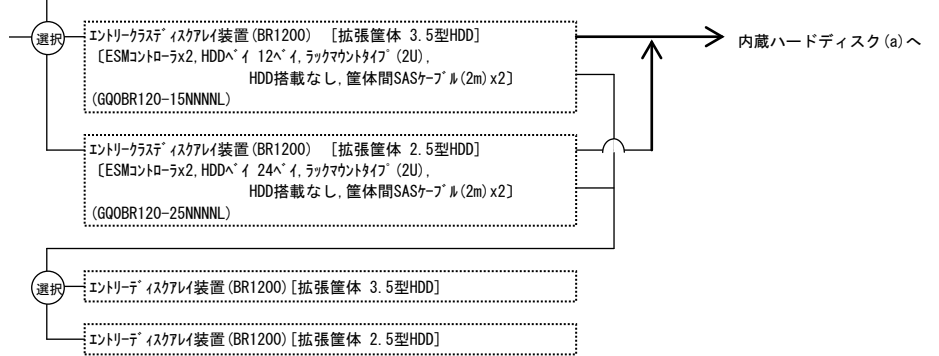 選択
エントリークラスディスクアレイ装置(BR1200) [拡張筐体 3.5型HDD]
〔ESMコントローラx2,HDDベイ 12ベイ,ラックマウントタイプ(2U),
HDD搭載なし,筐体間SASケーブル(2m)x2〕
(GQOBR120-15NNNNL)
内蔵ハードディスク(a)へ
エントリークラスディスクアレイ装置(BR1200) [拡張筐体 2.5型HDD]
〔ESMコントローラx2,HDDベイ 24ベイ,ラックマウントタイプ(2U),
HDD搭載なし,筐体間SASケーブル(2m)x2〕
(GQOBR120-25NNNNL)
選択
エントリーディスクアレイ装置(BR1200)[拡張筐体 3.5型HDD]
エントリーディスクアレイ装置(BR1200)[拡張筐体 2.5型HDD]